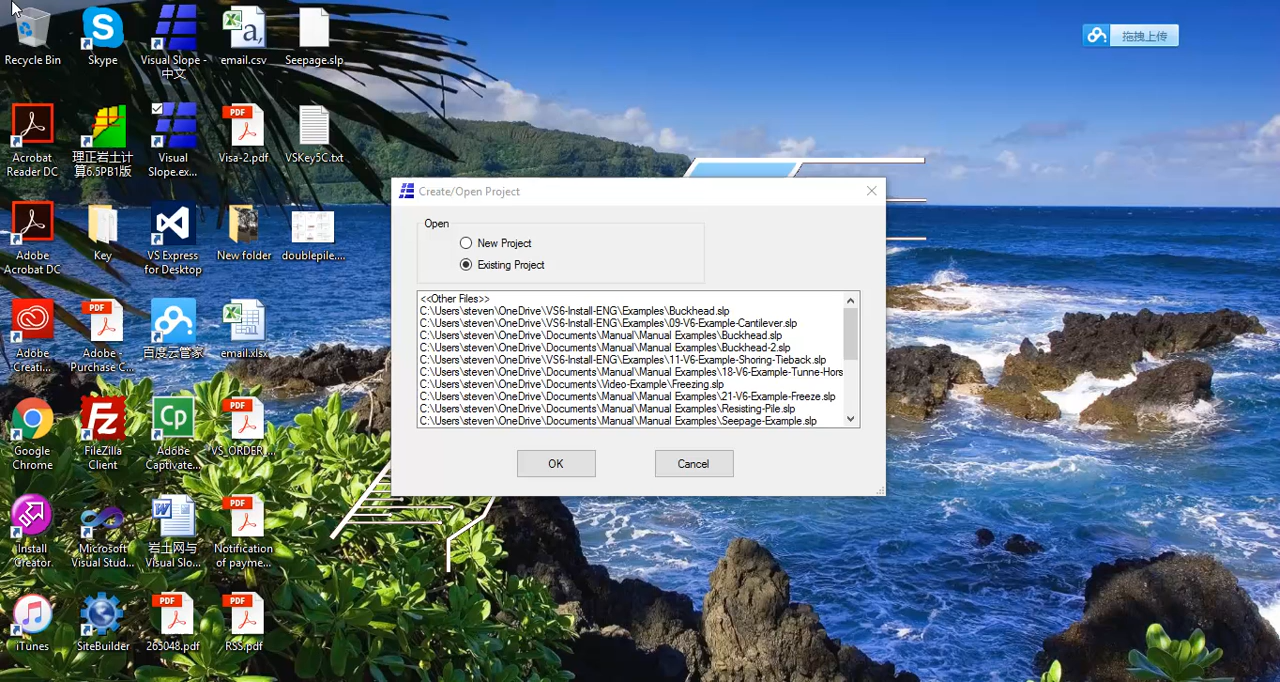 Recycle Bin
Skype
Visual Slope -
中文
email.csv
Seepage.slp
拖拽上传
Acrobat
Reader DC
理正岩土计
算6.5PB1版
Visual
Slope.ex...
PDF
Visa-2.pdf
VSKey5C.txt
Adobe
Acrobat DC
Key
VS Express
for Desktop
New folder
doublepile....
Adobe
Creati...
PDF
Adobe -
Purchase C...
百度云管家
email.xlsx
Google
Chrome
FileZilla
Client
Cp
Adobe
Captivate...
PDF
VS_ORDER_...
Install
Creator
Microsoft
Visual Stud...
岩土网与
Visual Slo...
PDF
Notification
of payme...
iTunes
SiteBuilder
PDF
265048.pdf
PDF
RSS.pdf
Create/Open Project
Open
New Project
Existing Project
<<Other Files>>
C:\Users\steven\OneDrive\VS6-Install-ENG\Examples\Buckhead.slp
C:\Users\steven\OneDrive\VS6-Install-ENG\Examples\09-V6-Example-Cantilever.slp
C:\Users\steven\OneDrive\Documents\Manual\Manual Examples\Buckhead.slp
C:\Users\steven\OneDrive\Documents\Manual\Manual Examples\Buckhead-2.slp
C:\Users\steven\OneDrive\VS6-Install-ENG\Examples\11-V6-Example-Shoring-Tieback.slp
C:\Users\steven\OneDrive\Documents\Manual\Manual Examples\18-V6-Example-Tunne-Hors
C:\Users\steven\OneDrive\Documents\Video-Example\Freezing.slp
C:\Users\steven\OneDrive\Documents\Manual\Manual Examples\21-V6-Example-Freeze.slp
C:\Users\steven\OneDrive\Documents\Manual\Manual Examples\Resisting-Pile.slp
C:\Users\steven\OneDrive\Documents\Manual\Manual Examples\Seepage-Example.slp
OK
Cancel